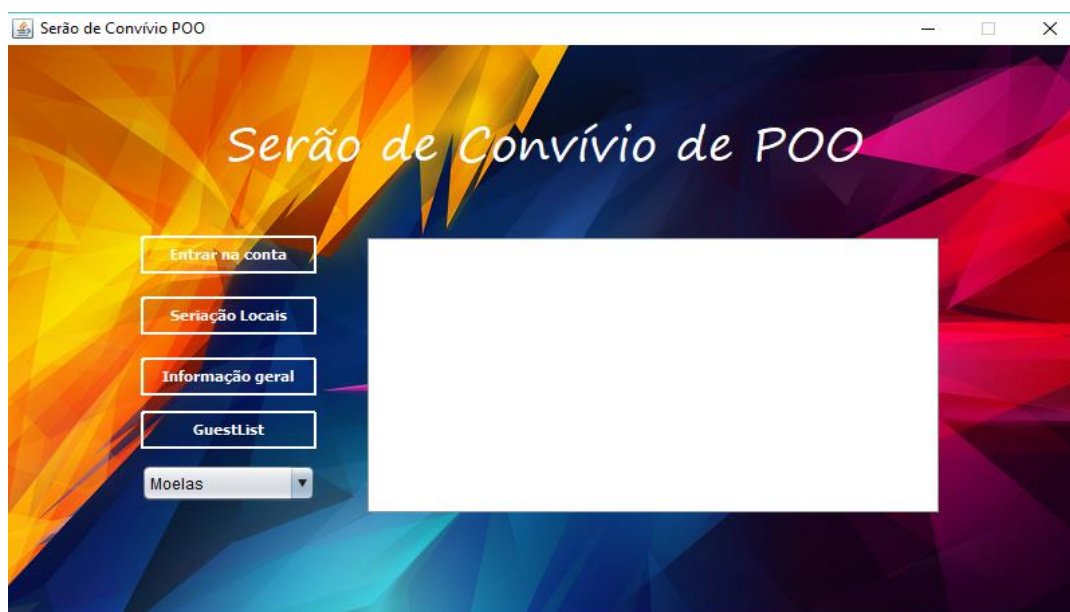 Serão de Convívio POO
Serão de Convívio de POO
Entrar na conta
Seriação Locais
Informação geral
GuestList
Moelas